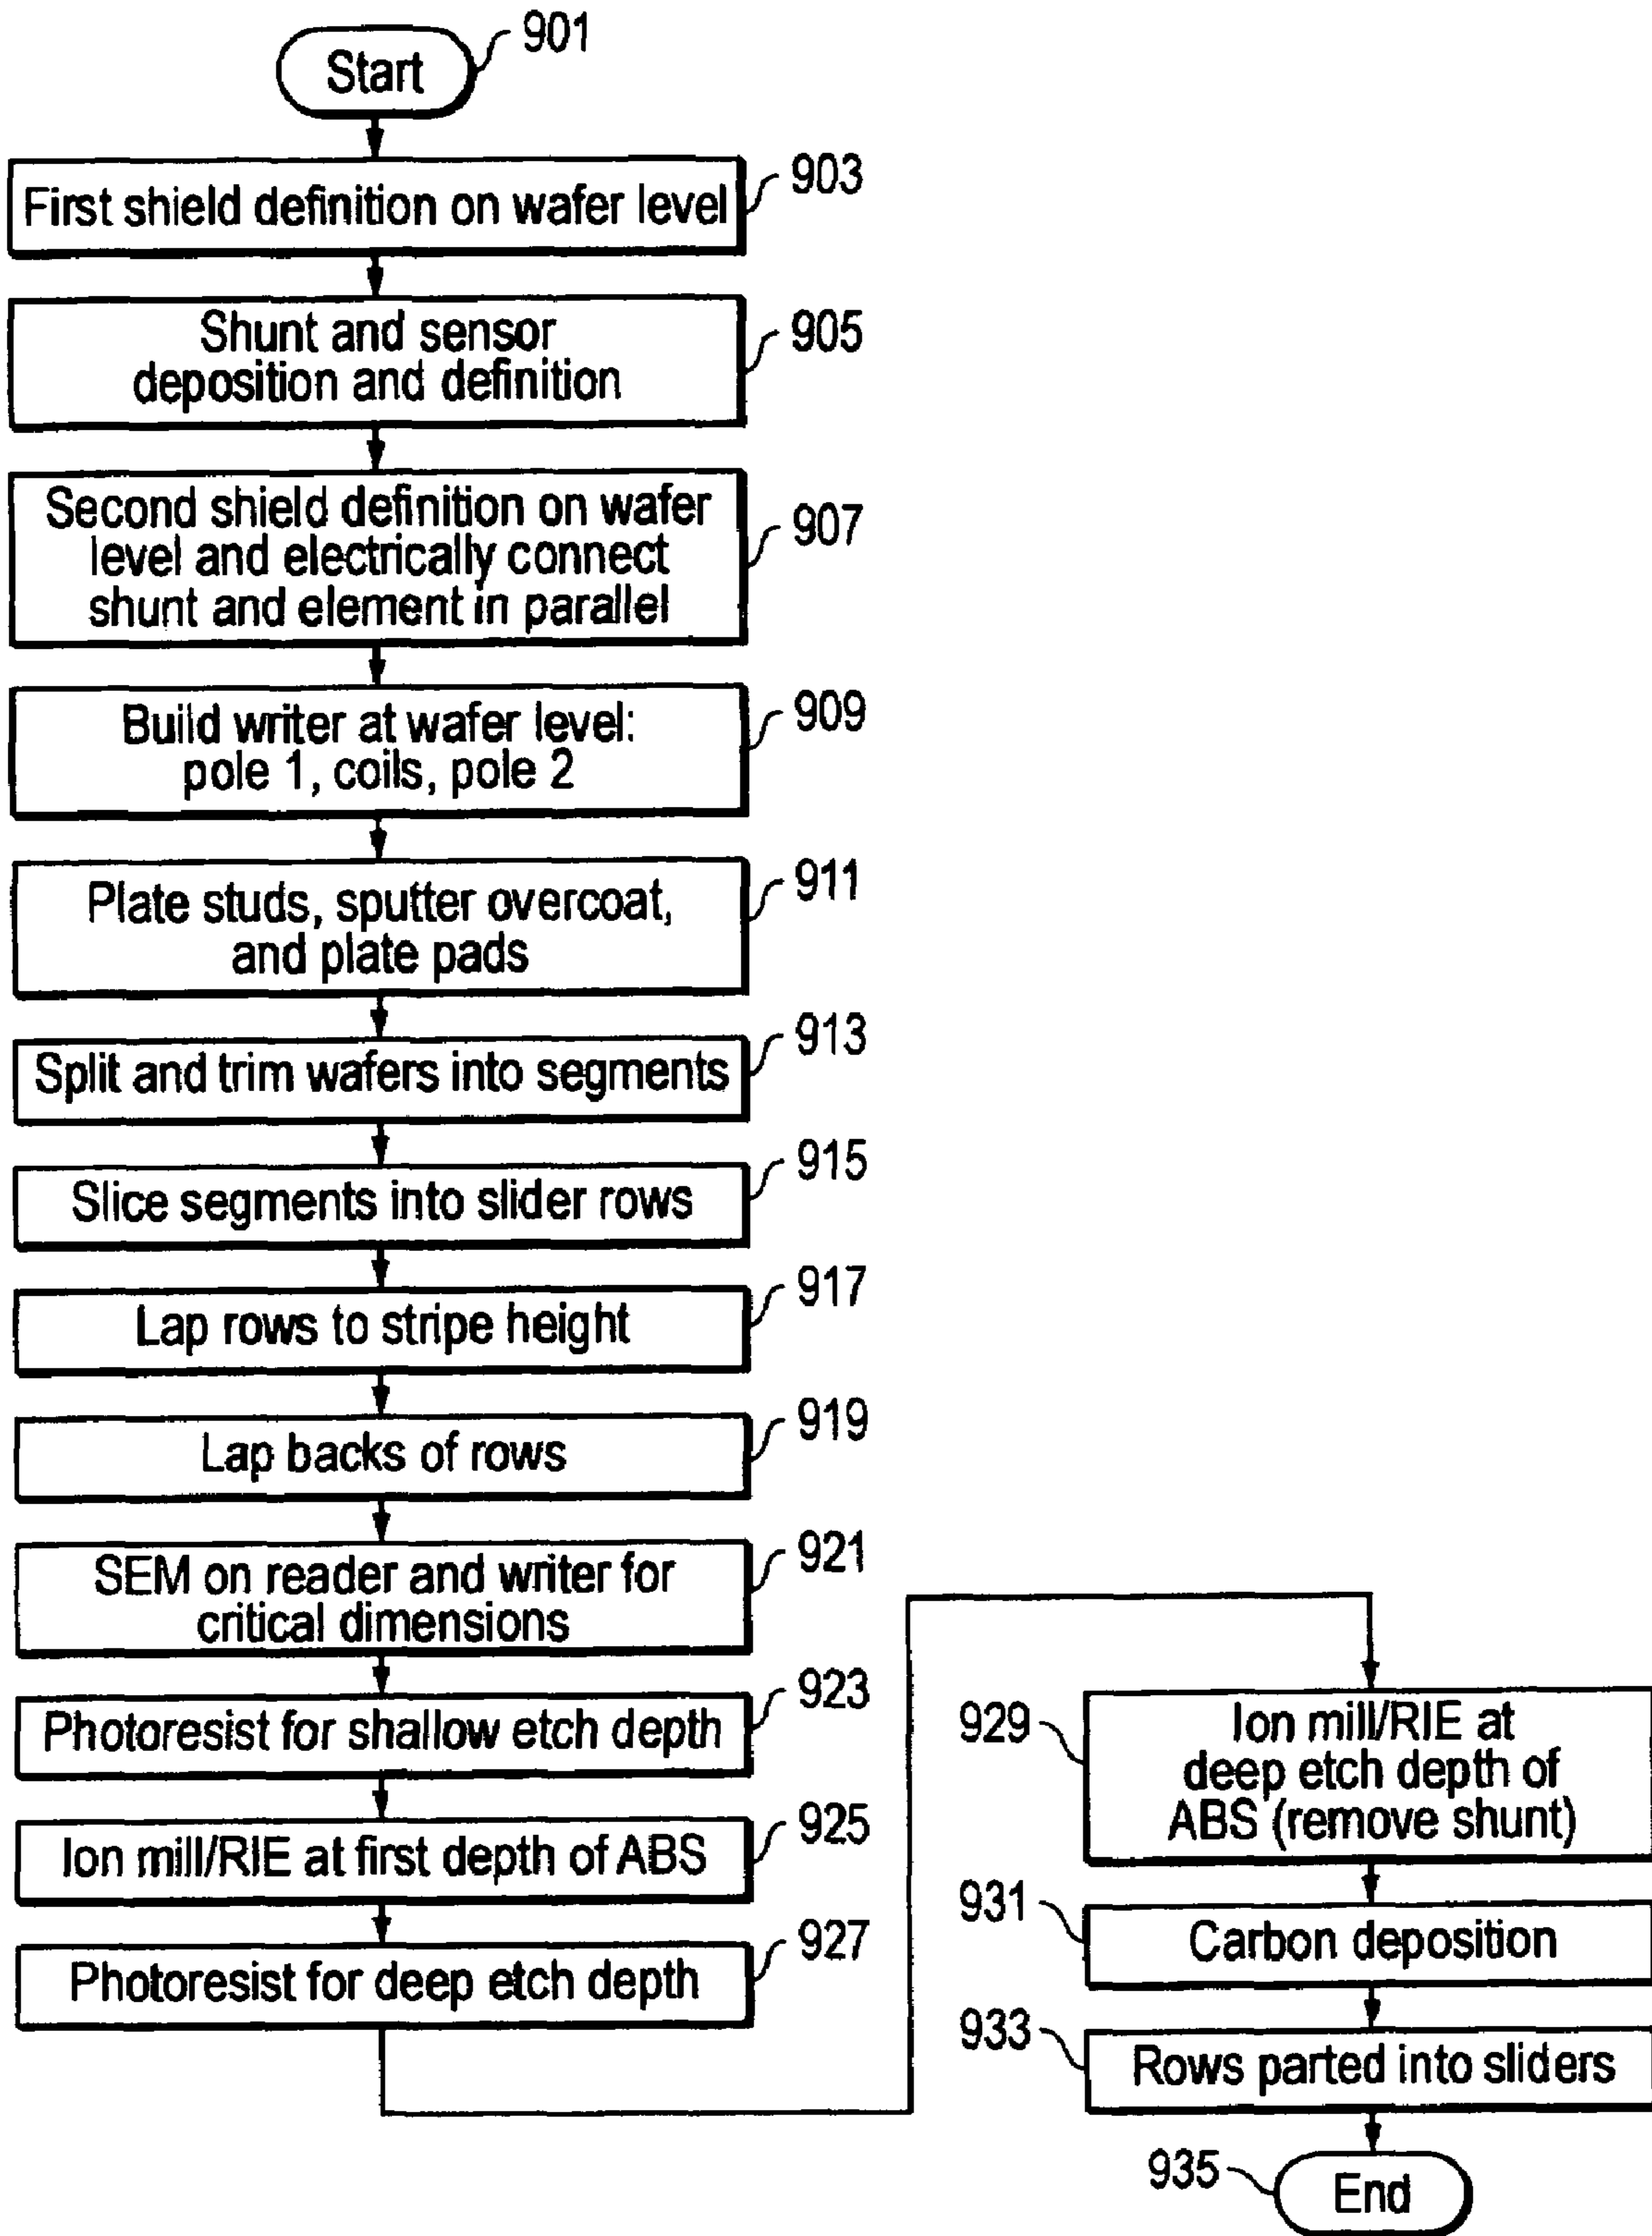 Start
901
First shield definition on wafer level
903
Shunt and sensor
deposition and definition
905
Second shield definition on wafer
level and electrically connect
shunt and element in parallel
907
Build writer at wafer level:
pole 1, coils, pole 2
909
Plate studs, sputter overcoat,
and plate pads
911
Split and trim wafers into segments
913
Slice segments into slider rows
915
Lap rows to stripe height
917
Lap backs of rows
919
SEM on reader and writer for
critical dimensions
921
Photoresist for shallow etch depth
923
Ion mill/RIE at first depth of ABS
925
Photoresist for deep etch depth
927
929
Ion mill/RIE at
deep etch depth of
ABS (remove shunt)
931
Carbon deposition
933
Rows parted into sliders
935
End